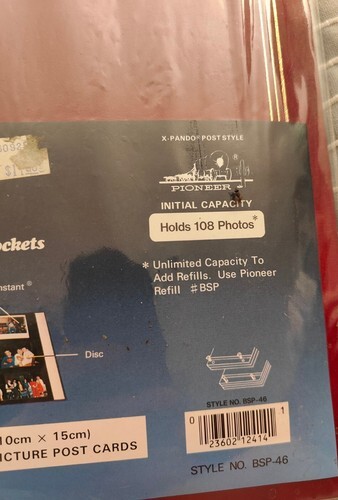 X-PANDO® POST STYLE
PIONEER®
INITIAL CAPACITY
Holds 108 Photos*
ockets
* Unlimited Capacity To
Add Refills. Use Pioneer
Refill #BSP
nstant®
Disc
STYLE NO. BSP-46
10cm × 15cm)
ICTURE POST CARDS
0 23602 12414 1
STYLE NO. BSP-46